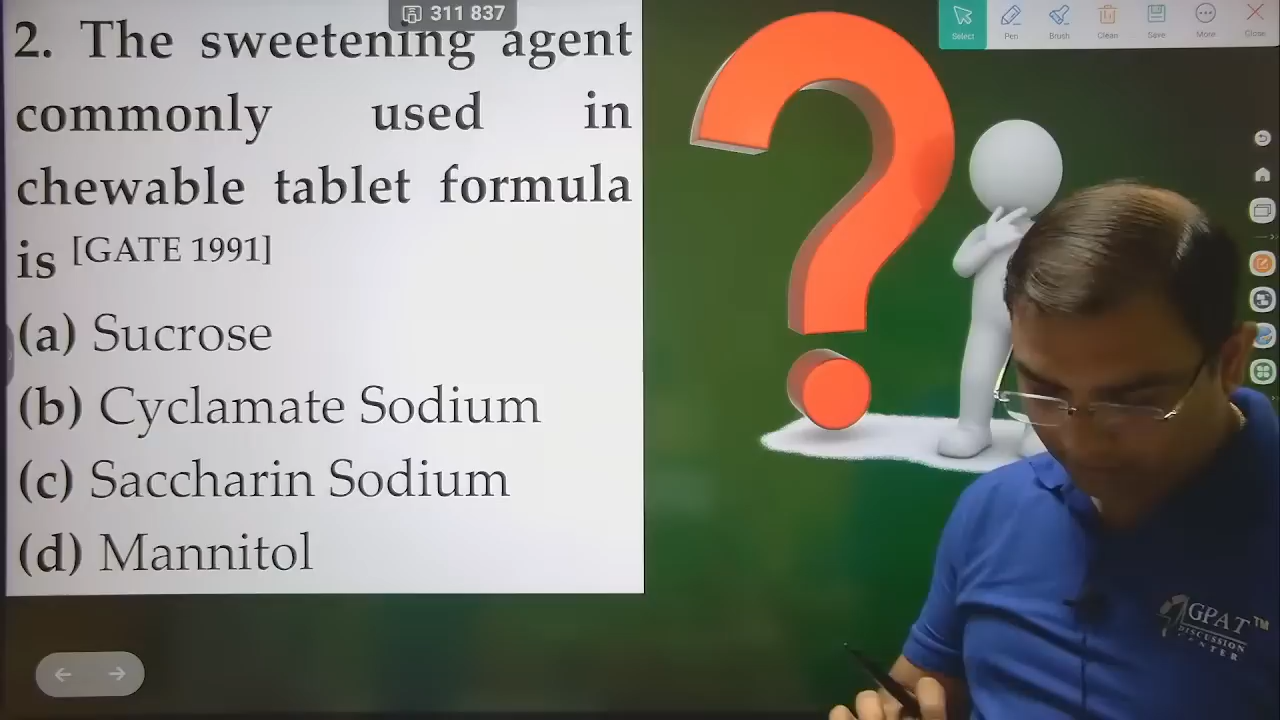 311 837
2. The sweetening agent
commonly used in
chewable tablet formula
is [GATE 1991]
(a) Sucrose
(b) Cyclamate Sodium
(c) Saccharin Sodium
(d) Mannitol
Select Pen Brush Clean Save More Close
GPAT™
DISCUSSION
CENTER